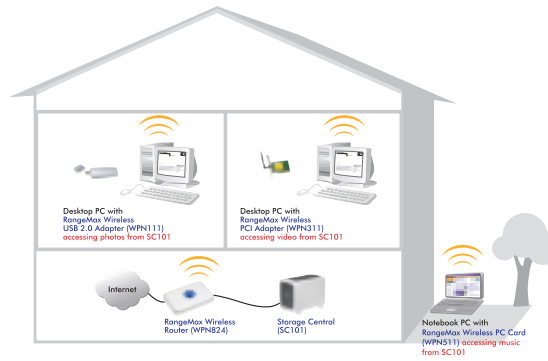 Desktop PC with
RangeMax Wireless
USB 2.0 Adapter (WPN111)
accessing photos from SC101
Desktop PC with
RangeMax Wireless
PCI Adapter (WPN311)
accessing video from SC101
Internet
RangeMax Wireless
Router (WPN824)
Storage Central
(SC101)
Notebook PC with
RangeMax Wireless PC Card
(WPN511) accessing music
from SC101